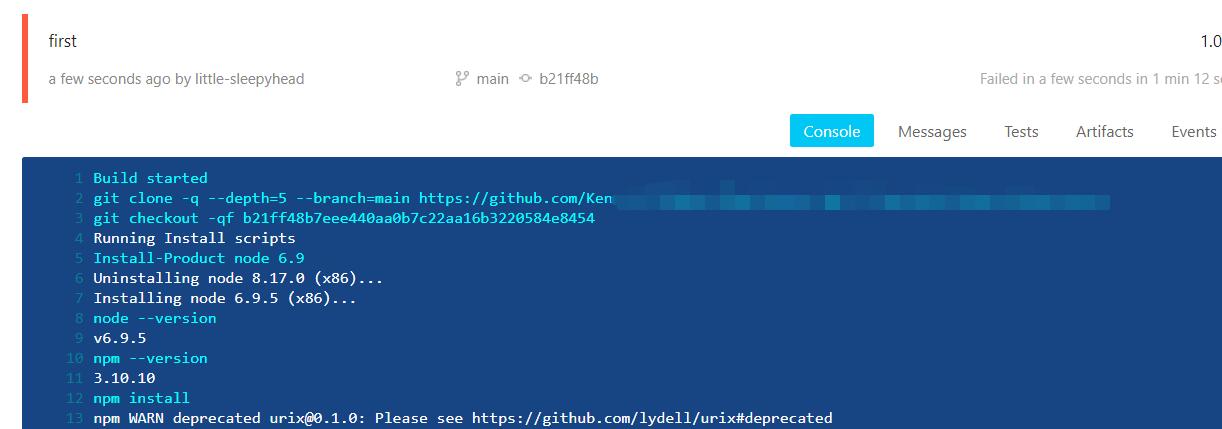 first
1.0
a few seconds ago by little-sleepyhead
main b21ff48b
Failed in a few seconds in 1 min 12 se
Console Messages Tests Artifacts Events
1 Build started
2 git clone -q --depth=5 --branch=main https://github.com/Ken
3 git checkout -qf b21ff48b7eee440aa0b7c22aa16b3220584e8454
4 Running Install scripts
5 Install-Product node 6.9
6 Uninstalling node 8.17.0 (x86)...
7 Installing node 6.9.5 (x86)...
8 node --version
9 v6.9.5
10 npm --version
11 3.10.10
12 npm install
13 npm WARN deprecated urix@0.1.0: Please see https://github.com/lydell/urix#deprecated